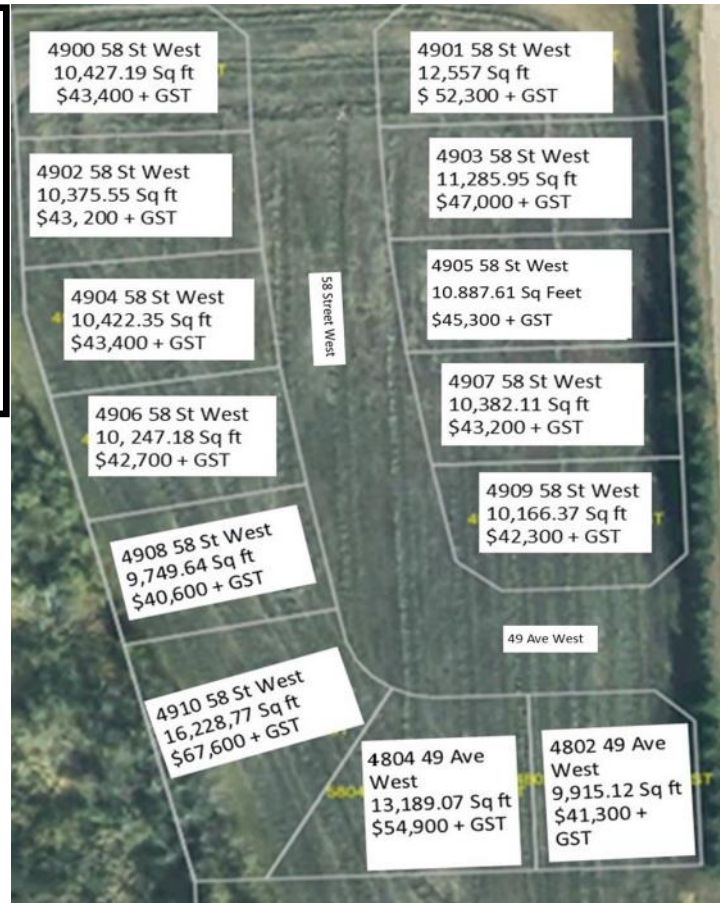 4900 58 St West
10,427.19 Sq ft
$43,400 + GST
4901 58 St West
12,557 Sq ft
$ 52,300 + GST
4902 58 St West
10,375.55 Sq ft
$43, 200 + GST
4903 58 St West
11,285.95 Sq ft
$47,000 + GST
4904 58 St West
10,422.35 Sq ft
$43,400 + GST
58 Street West
4905 58 St West
10.887.61 Sq Feet
$45,300 + GST
4906 58 St West
10, 247.18 Sq ft
$42,700 + GST
4907 58 St West
10,382.11 Sq ft
$43,200 + GST
4908 58 St West
9,749.64 Sq ft
$40,600 + GST
4909 58 St West
10,166.37 Sq ft
$42,300 + GST
49 Ave West
4910 58 St West
16,228,77 Sq ft
$67,600 + GST
4804 49 Ave
West
13,189.07 Sq ft
$54,900 + GST
4802 49 Ave
West
9,915.12 Sq ft
$41,300 +
GST